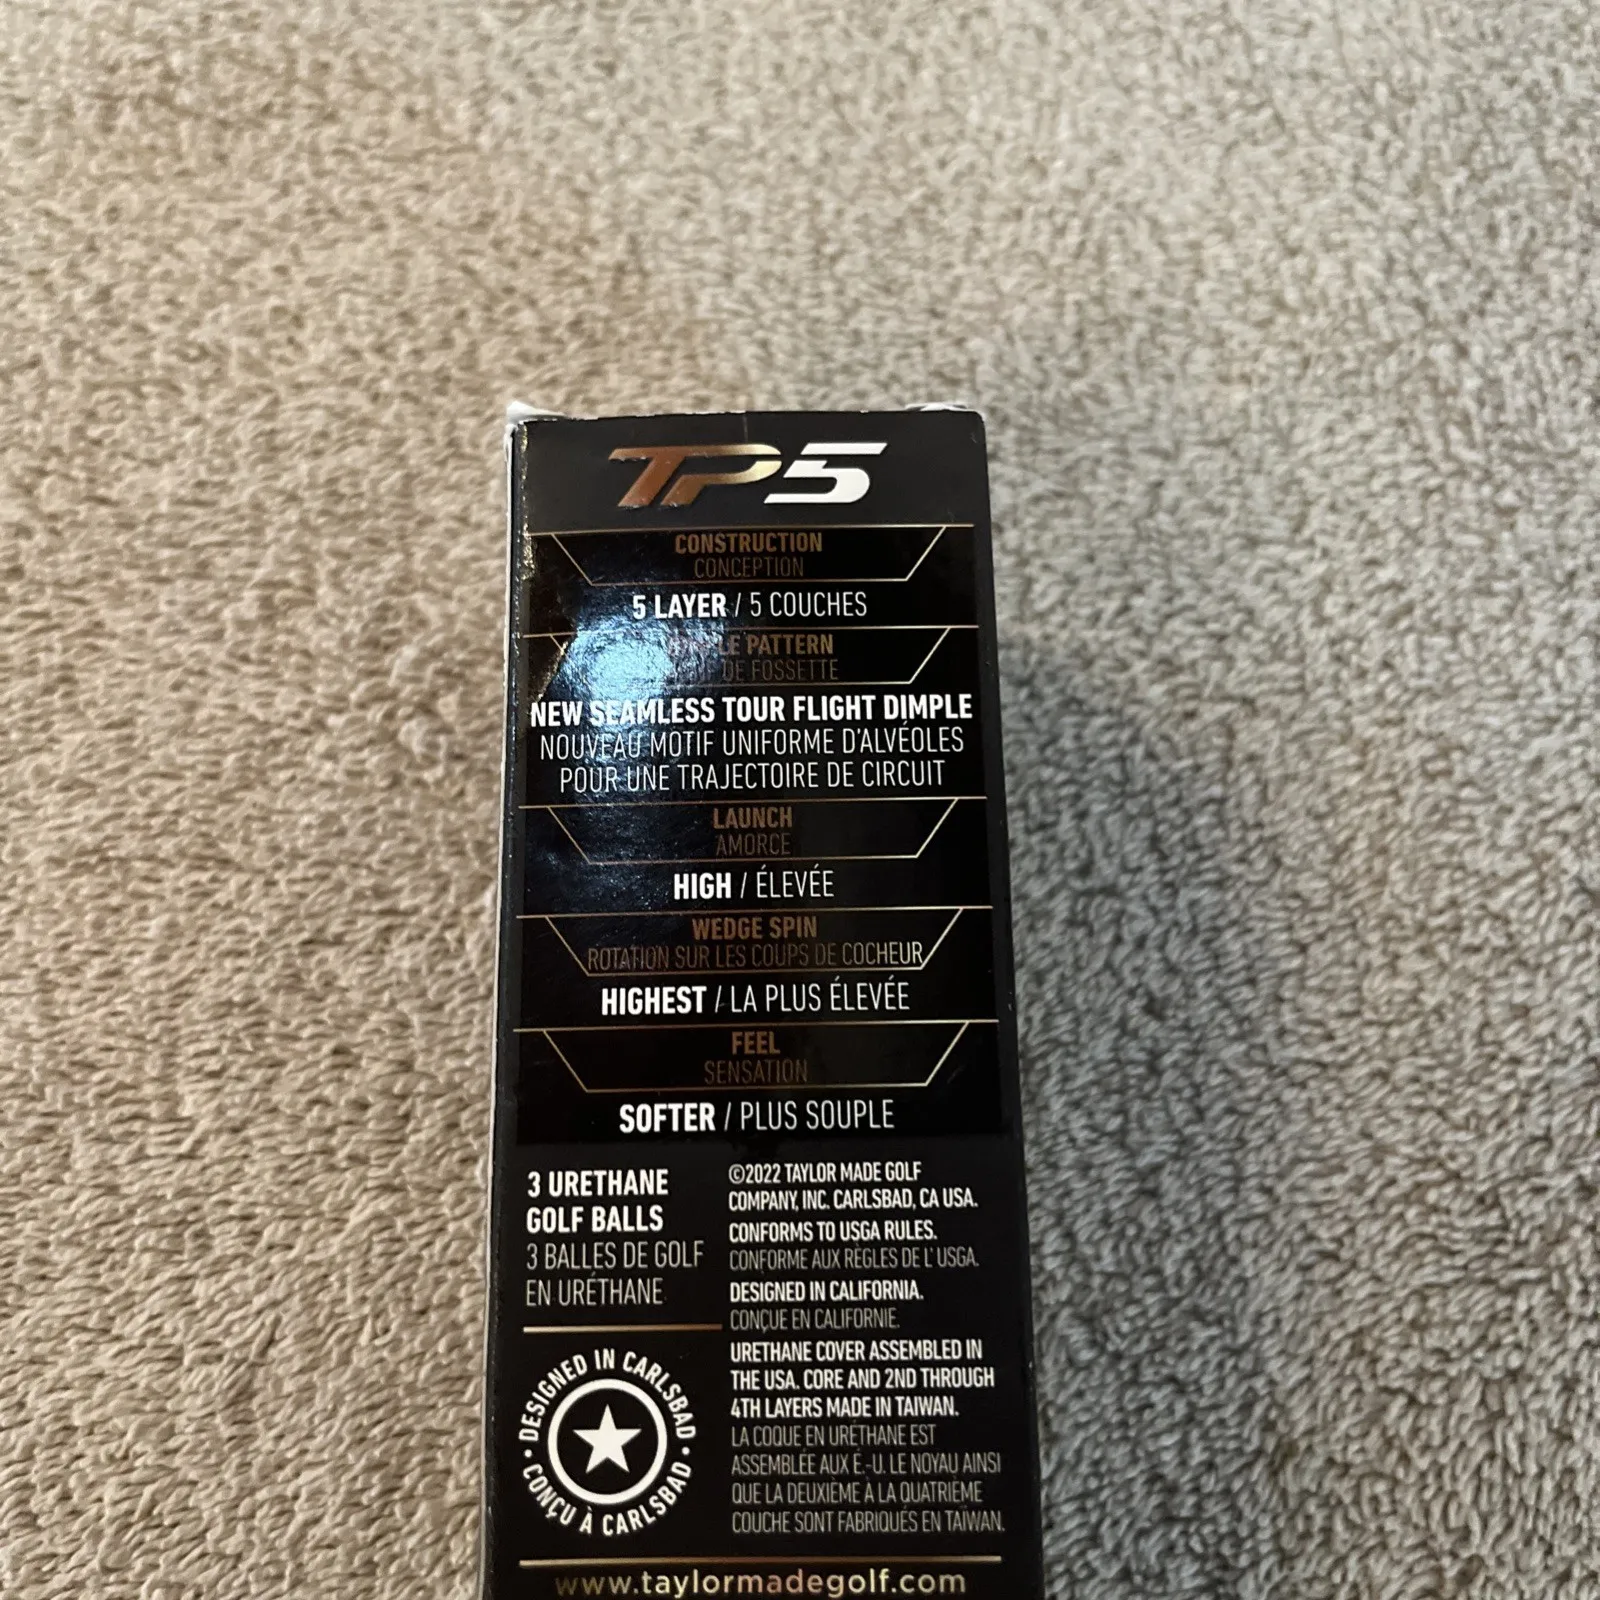 TP5
CONSTRUCTION
CONCEPTION
5 LAYER / 5 COUCHES
PATTERN
DE FOSSETTE
NEW SEAMLESS TOUR FLIGHT DIMPLE
NOUVEAU MOTIF UNIFORME D'ALVÉOLES
POUR UNE TRAJECTOIRE DE CIRCUIT
LAUNCH
AMORCE
HIGH / ÉLEVÉE
WEDGE SPIN
ROTATION SUR LES COUPS DE COCHEUR
HIGHEST / LA PLUS ÉLEVÉE
FEEL
SENSATION
SOFTER / PLUS SOUPLE
3 URETHANE
GOLF BALLS
3 BALLES DE GOLF
EN URÉTHANE
DESIGNED IN CARLSBAD
CONÇU À CARLSBAD
©2022 TAYLOR MADE GOLF
COMPANY, INC. CARLSBAD, CA USA.
CONFORMS TO USGA RULES.
CONFORME AUX RÈGLES DE L'USGA.
DESIGNED IN CALIFORNIA.
CONÇUE EN CALIFORNIE.
URETHANE COVER ASSEMBLED IN
THE USA. CORE AND 2ND THROUGH
4TH LAYERS MADE IN TAIWAN.
LA COQUE EN URÉTHANE EST
ASSEMBLÉE AUX É.-U. LE NOYAU AINSI
QUE LA DEUXIÈME À LA QUATRIÈME
COUCHE SONT FABRIQUÉS EN TAÏWAN.
www.taylormadegolf.com